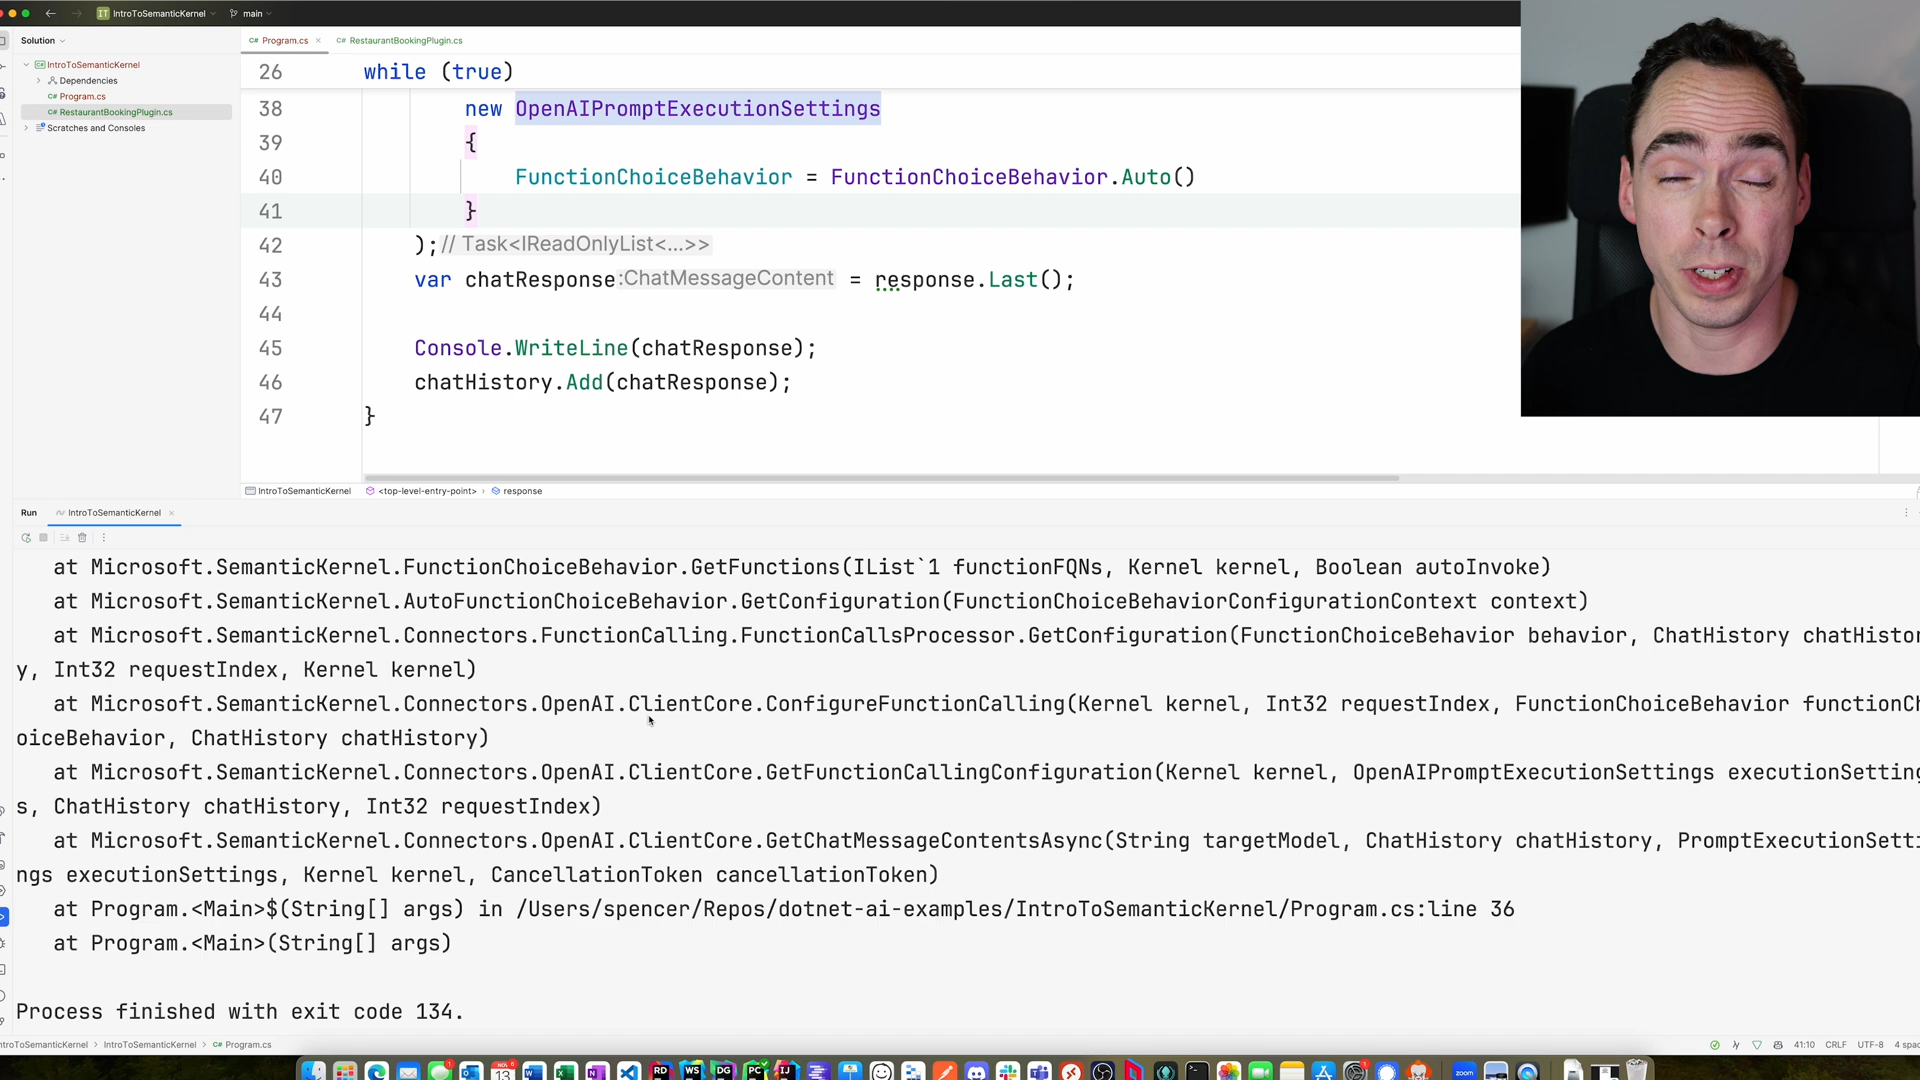 IntroToSemanticKernel
main
Solution
Program.cs
RestaurantBookingPlugin.cs
IntroToSemanticKernel
Dependencies
Program.cs
RestaurantBookingPlugin.cs
Scratches and Consoles
26 while (true)
38 new OpenAIPromptExecutionSettings
39 {
40 FunctionChoiceBehavior = FunctionChoiceBehavior.Auto()
41 }
42 );// Task<IReadOnlyList<...>>
43 var chatResponse:ChatMessageContent = response.Last();
44
45 Console.WriteLine(chatResponse);
46 chatHistory.Add(chatResponse);
47 }
IntroToSemanticKernel <top-level-entry-point> response
Run IntroToSemanticKernel
at Microsoft.SemanticKernel.FunctionChoiceBehavior.GetFunctions(IList`1 functionFQNs, Kernel kernel, Boolean autoInvoke)
at Microsoft.SemanticKernel.AutoFunctionChoiceBehavior.GetConfiguration(FunctionChoiceBehaviorConfigurationContext context)
at Microsoft.SemanticKernel.Connectors.FunctionCalling.FunctionCallsProcessor.GetConfiguration(FunctionChoiceBehavior behavior, ChatHistory chatHistor
y, Int32 requestIndex, Kernel kernel)
at Microsoft.SemanticKernel.Connectors.OpenAI.ClientCore.ConfigureFunctionCalling(Kernel kernel, Int32 requestIndex, FunctionChoiceBehavior functionCh
oiceBehavior, ChatHistory chatHistory)
at Microsoft.SemanticKernel.Connectors.OpenAI.ClientCore.GetFunctionCallingConfiguration(Kernel kernel, OpenAIPromptExecutionSettings executionSetting
s, ChatHistory chatHistory, Int32 requestIndex)
at Microsoft.SemanticKernel.Connectors.OpenAI.ClientCore.GetChatMessageContentsAsync(String targetModel, ChatHistory chatHistory, PromptExecutionSetti
ngs executionSettings, Kernel kernel, CancellationToken cancellationToken)
at Program.<Main>$(String[] args) in /Users/spencer/Repos/dotnet-ai-examples/IntroToSemanticKernel/Program.cs:line 36
at Program.<Main>(String[] args)
Process finished with exit code 134.
ntroToSemanticKernel > IntroToSemanticKernel > Program.cs
41:10 CRLF UTF-8 4 spac